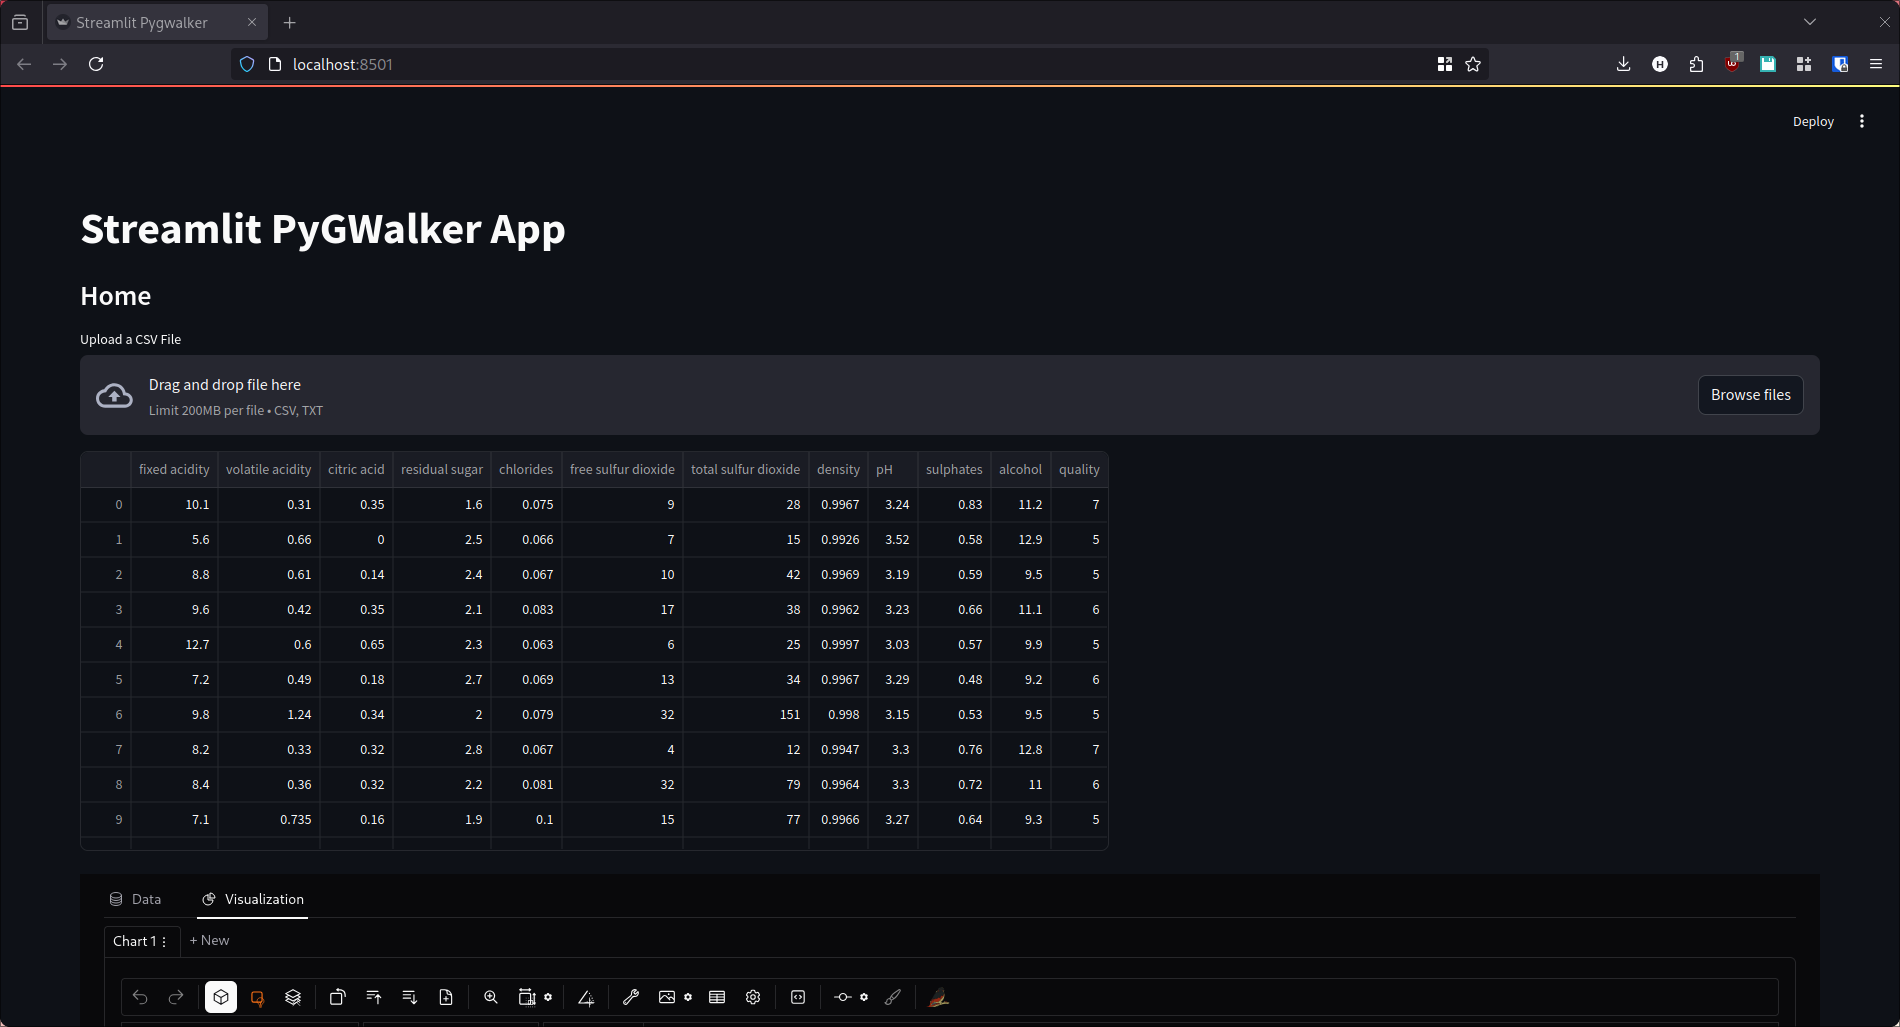 Streamlit Pygwalker
localhost:8501
1
Deploy
Streamlit PyGWalker App
Home
Upload a CSV File
Drag and drop file here
Limit 200MB per file • CSV, TXT
Browse files
fixed acidity volatile acidity citric acid residual sugar chlorides free sulfur dioxide total sulfur dioxide density pH sulphates alcohol quality
0 10.1 0.31 0.35 1.6 0.075 9 28 0.9967 3.24 0.83 11.2 7
1 5.6 0.66 0 2.5 0.066 7 15 0.9926 3.52 0.58 12.9 5
2 8.8 0.61 0.14 2.4 0.067 10 42 0.9969 3.19 0.59 9.5 5
3 9.6 0.42 0.35 2.1 0.083 17 38 0.9962 3.23 0.66 11.1 6
4 12.7 0.6 0.65 2.3 0.063 6 25 0.9997 3.03 0.57 9.9 5
5 7.2 0.49 0.18 2.7 0.069 13 34 0.9967 3.29 0.48 9.2 6
6 9.8 1.24 0.34 2 0.079 32 151 0.998 3.15 0.53 9.5 5
7 8.2 0.33 0.32 2.8 0.067 4 12 0.9947 3.3 0.76 12.8 7
8 8.4 0.36 0.32 2.2 0.081 32 79 0.9964 3.3 0.72 11 6
9 7.1 0.735 0.16 1.9 0.1 15 77 0.9966 3.27 0.64 9.3 5
Data Visualization
Chart 1 + New